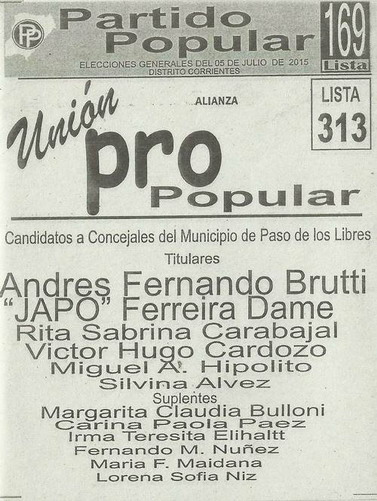 PP
Partido
Popular
169
Lista
ELECCIONES GENERALES DEL 05 DE JULIO DE 2015
DISTRITO CORRIENTES
ALIANZA
LISTA
313
Unión
pro
Popular
Candidatos a Concejales del Municipio de Paso de los Libres
Titulares
Andres Fernando Brutti
"JAPO" Ferreira Dame
Rita Sabrina Carabajal
Victor Hugo Cardozo
Miguel A. Hipolito
Silvina Alvez
Suplentes
Margarita Claudia Bulloni
Carina Paola Paez
Irma Teresita Elihaltt
Fernando M. Nuñez
Maria F. Maidana
Lorena Sofia Niz